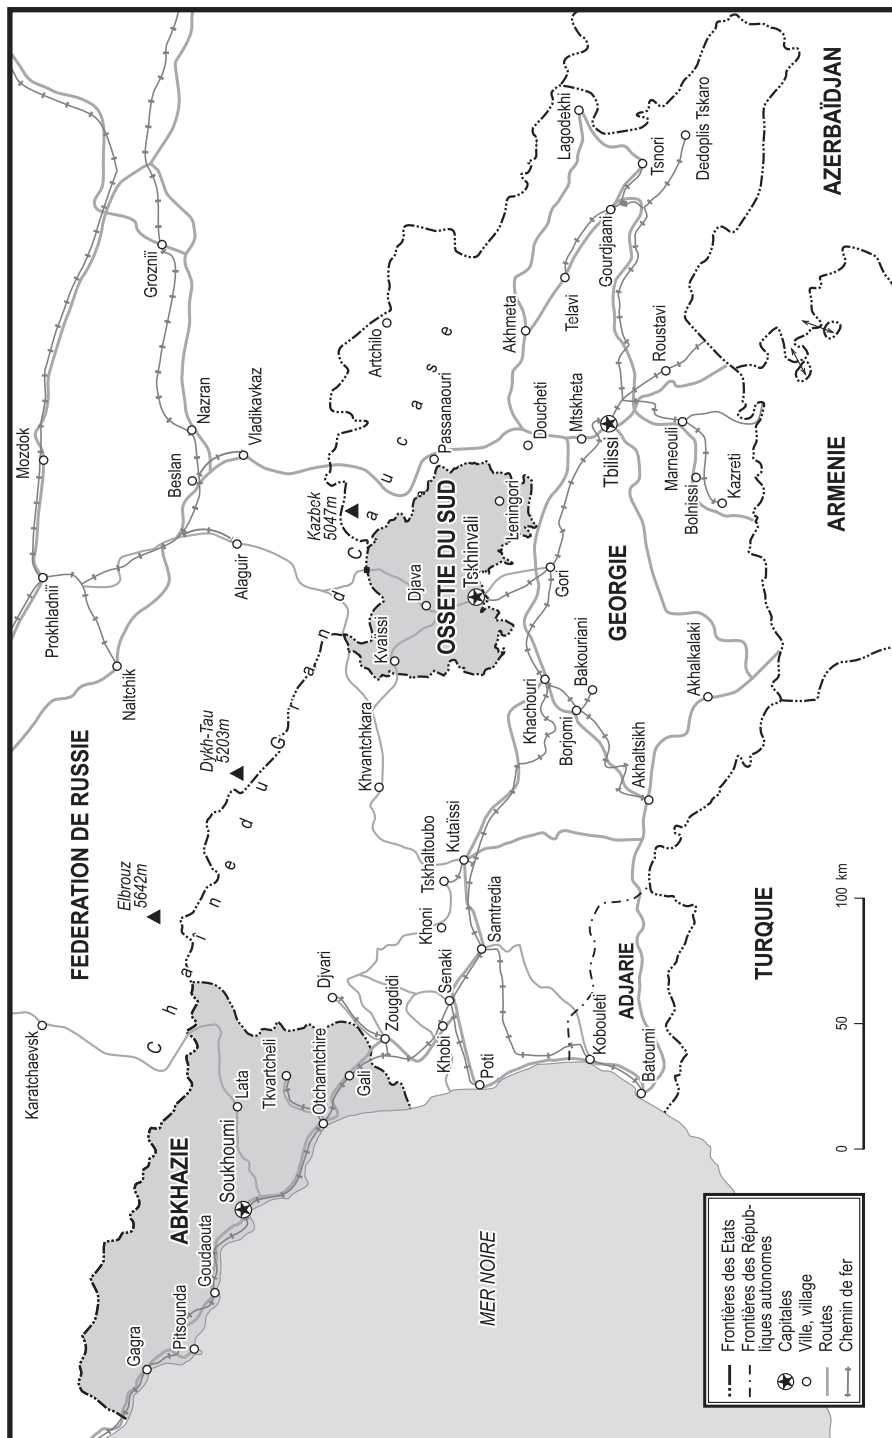 FEDERATION DE RUSSIE
ABKHAZIE
OSSETIE DU SUD
GEORGIE
ADJARIE
TURQUIE
ARMENIE
AZERBAÏDJAN
MER NOIRE
Chaîne du Grand Caucase
Elbrouz
5642m
Dykh-Tau
5203m
Kazbek
5047m
Karatchaevsk
Naltchik
Prokhladnii
Mozdok
Alaguir
Beslan
Nazran
Vladikavkaz
Groznii
Gagra
Pitsounda
Goudaouta
Soukhoumi
Lata
Tkvartcheli
Otchamtchire
Gali
Djvari
Zougdidi
Khobi
Senaki
Poti
Khoni
Tskhaltoubo
Kutaïssi
Samtredia
Kobouleti
Batoumi
Khvantchkara
Kvaïssi
Djava
Tskhinvali
Leningori
Gori
Khachouri
Borjomi
Bakouriani
Akhaltsikh
Akhalkalaki
Artchilo
Passanaouri
Doucheti
Mtskheta
Tbilissi
Akhmeta
Telavi
Gourdjaani
Lagodekhi
Tsnori
Dedoplis Tskaro
Roustavi
Marneouli
Bolnissi
Kazreti
0
50
100 km
Frontières des Etats
Frontières des Répub-
liques autonomes
Capitales
Ville, village
Routes
Chemin de fer